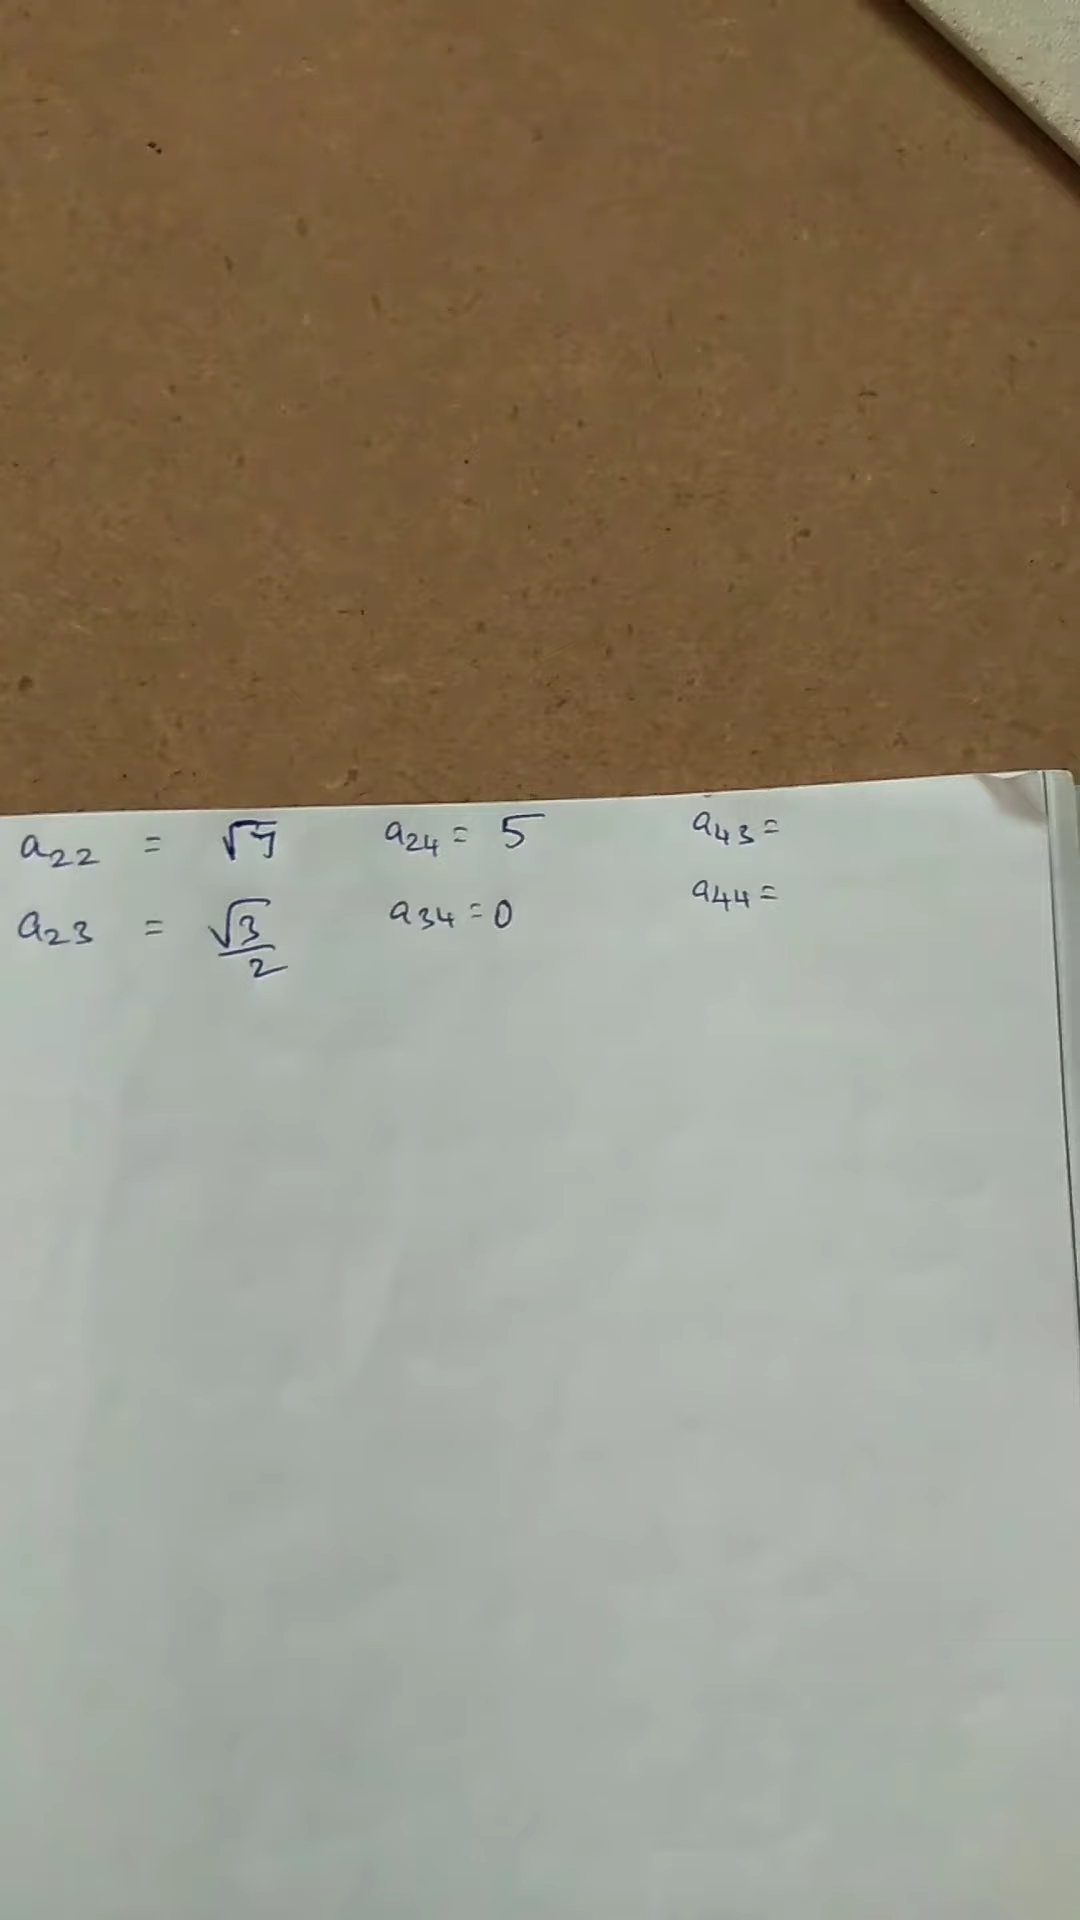 a22 = √7 a24 = 5 a43 =
a23 = √3/2 a34 = 0 a44 =